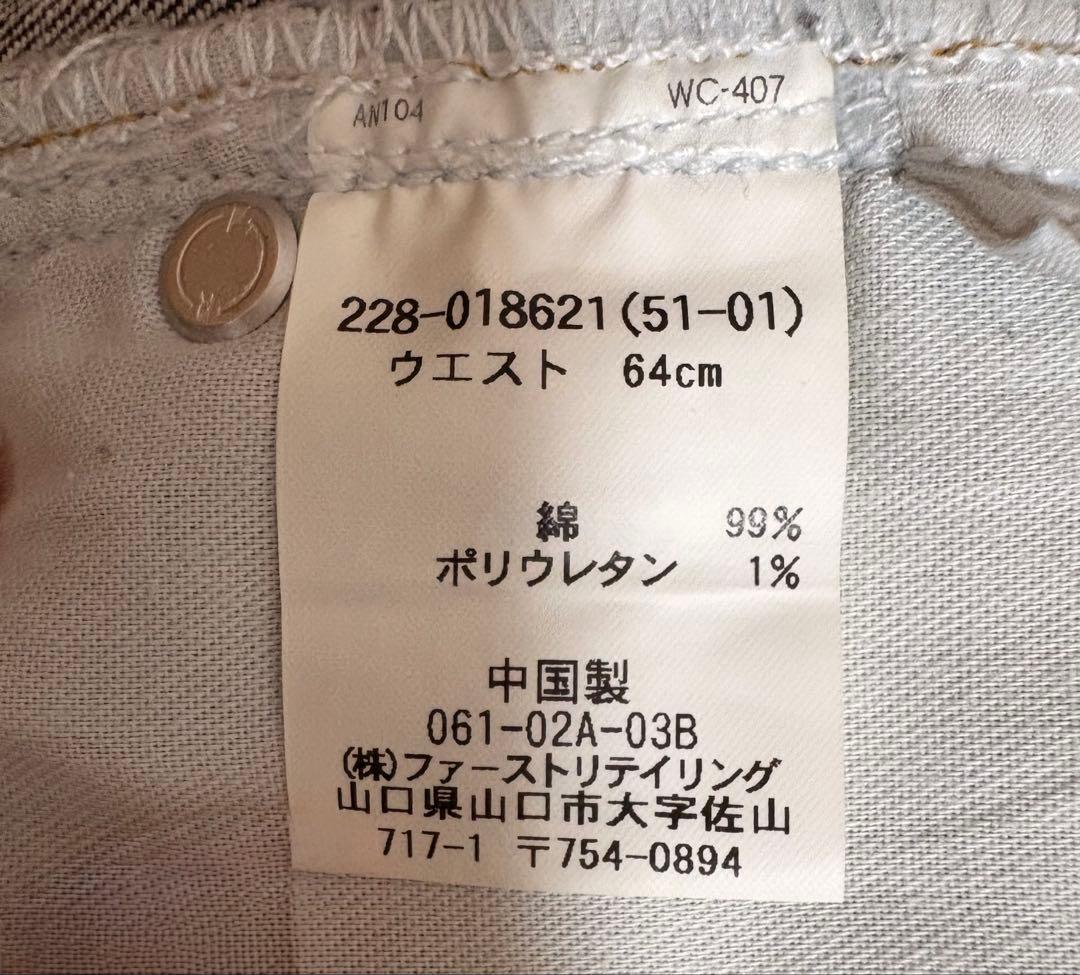 AN104 WC-407
228-018621(51-01)
ウエスト 64cm
綿 99%
ポリウレタン 1%
中国製
061-02A-03B
(株)ファーストリテイリング
山口県山口市大字佐山
717-1 〒754-0894